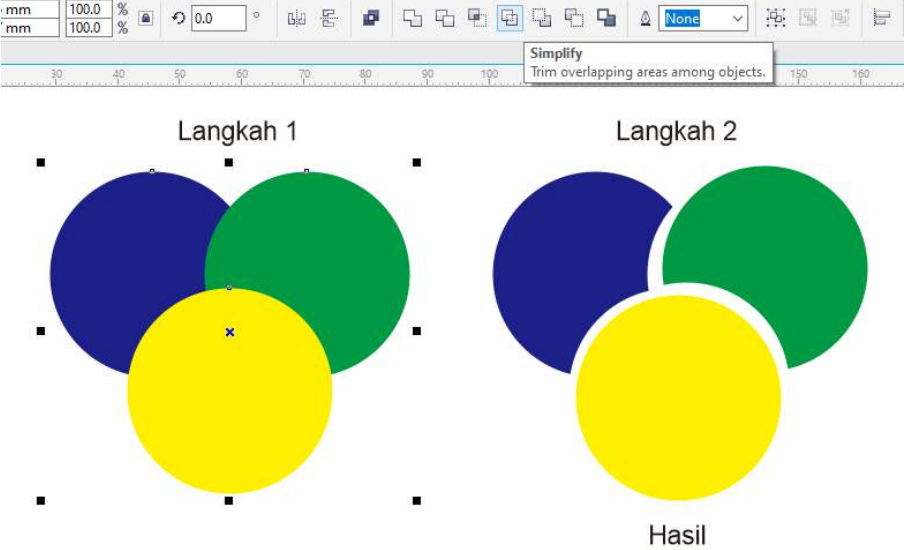 mm
100.0
%
mm
100.0
%
0.0
°
None
Simplify
Trim overlapping areas among objects.
30 40 50 60 70 80 90 100 150 160
Langkah 1
Langkah 2
Hasil